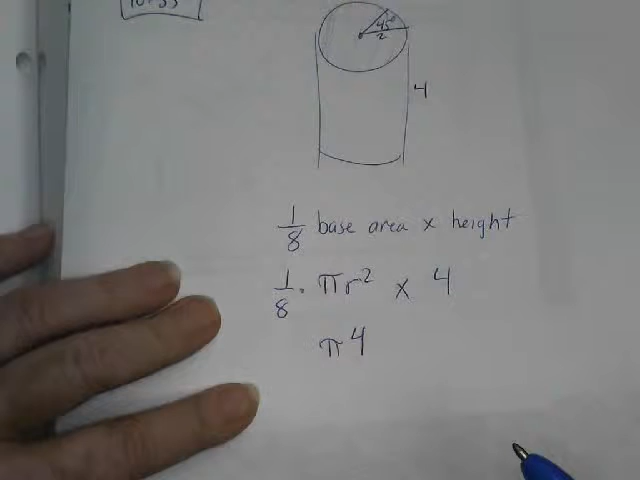 45°
2
4
1/8 base area x height
1/8 · πr² x 4
π4